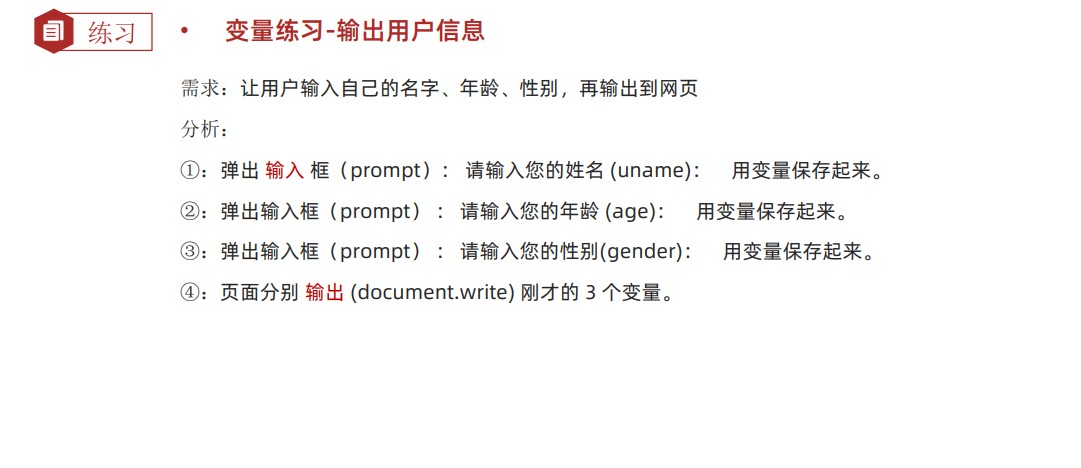 练习
• 变量练习-输出用户信息
需求：让用户输入自己的名字、年龄、性别，再输出到网页
分析：
①：弹出 输入 框（prompt）： 请输入您的姓名 (uname)： 用变量保存起来。
②：弹出输入框（prompt） ： 请输入您的年龄 (age)： 用变量保存起来。
③：弹出输入框（prompt） ： 请输入您的性别(gender)： 用变量保存起来。
④：页面分别 输出 (document.write) 刚才的 3 个变量。